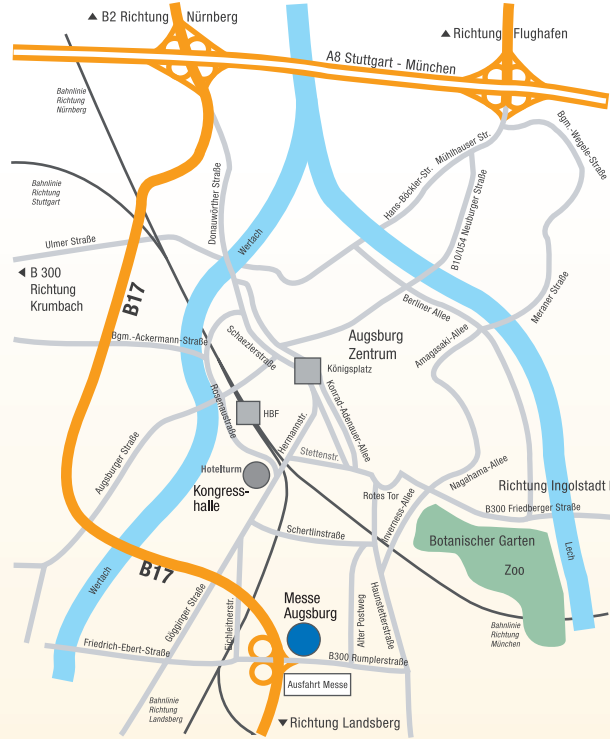 ▲ B2 Richtung Nürnberg
▲ Richtung Flughafen
A8 Stuttgart - München
Bahnlinie
Richtung
Nürnberg
Bgm.-Wegele-Straße
Mühlhauser Str.
Hans-Böckler-Str.
Bahnlinie
Richtung
Stuttgart
Donauwörther Straße
B10/U54 Neuburger Straße
Ulmer Straße
Wertach
◄ B 300
Richtung
Krumbach
B17
Berliner Allee
Meraner Straße
Bgm.-Ackermann-Straße
Schaezlerstraße
Augsburg
Zentrum
Amagasaki-Allee
Königsplatz
Rosenaustraße
HBF
Konrad-Adenauer-Allee
Hermannstr.
Augsburger Straße
Stettenstr.
Hotelturm
Kongress-
halle
Nagahama-Allee
Richtung Ingolstadt
Rotes Tor
B300 Friedberger Straße
Inverness-Allee
Schertlinstraße
Botanischer Garten
Zoo
Lech
B17
Wertach
Gögginger Straße
Eichleitnerstr.
Messe
Augsburg
Alter Postweg
Haunstetterstraße
Bahnlinie
Richtung
München
Friedrich-Ebert-Straße
B300 Rumplerstraße
Ausfahrt Messe
Bahnlinie
Richtung
Landsberg
▼ Richtung Landsberg